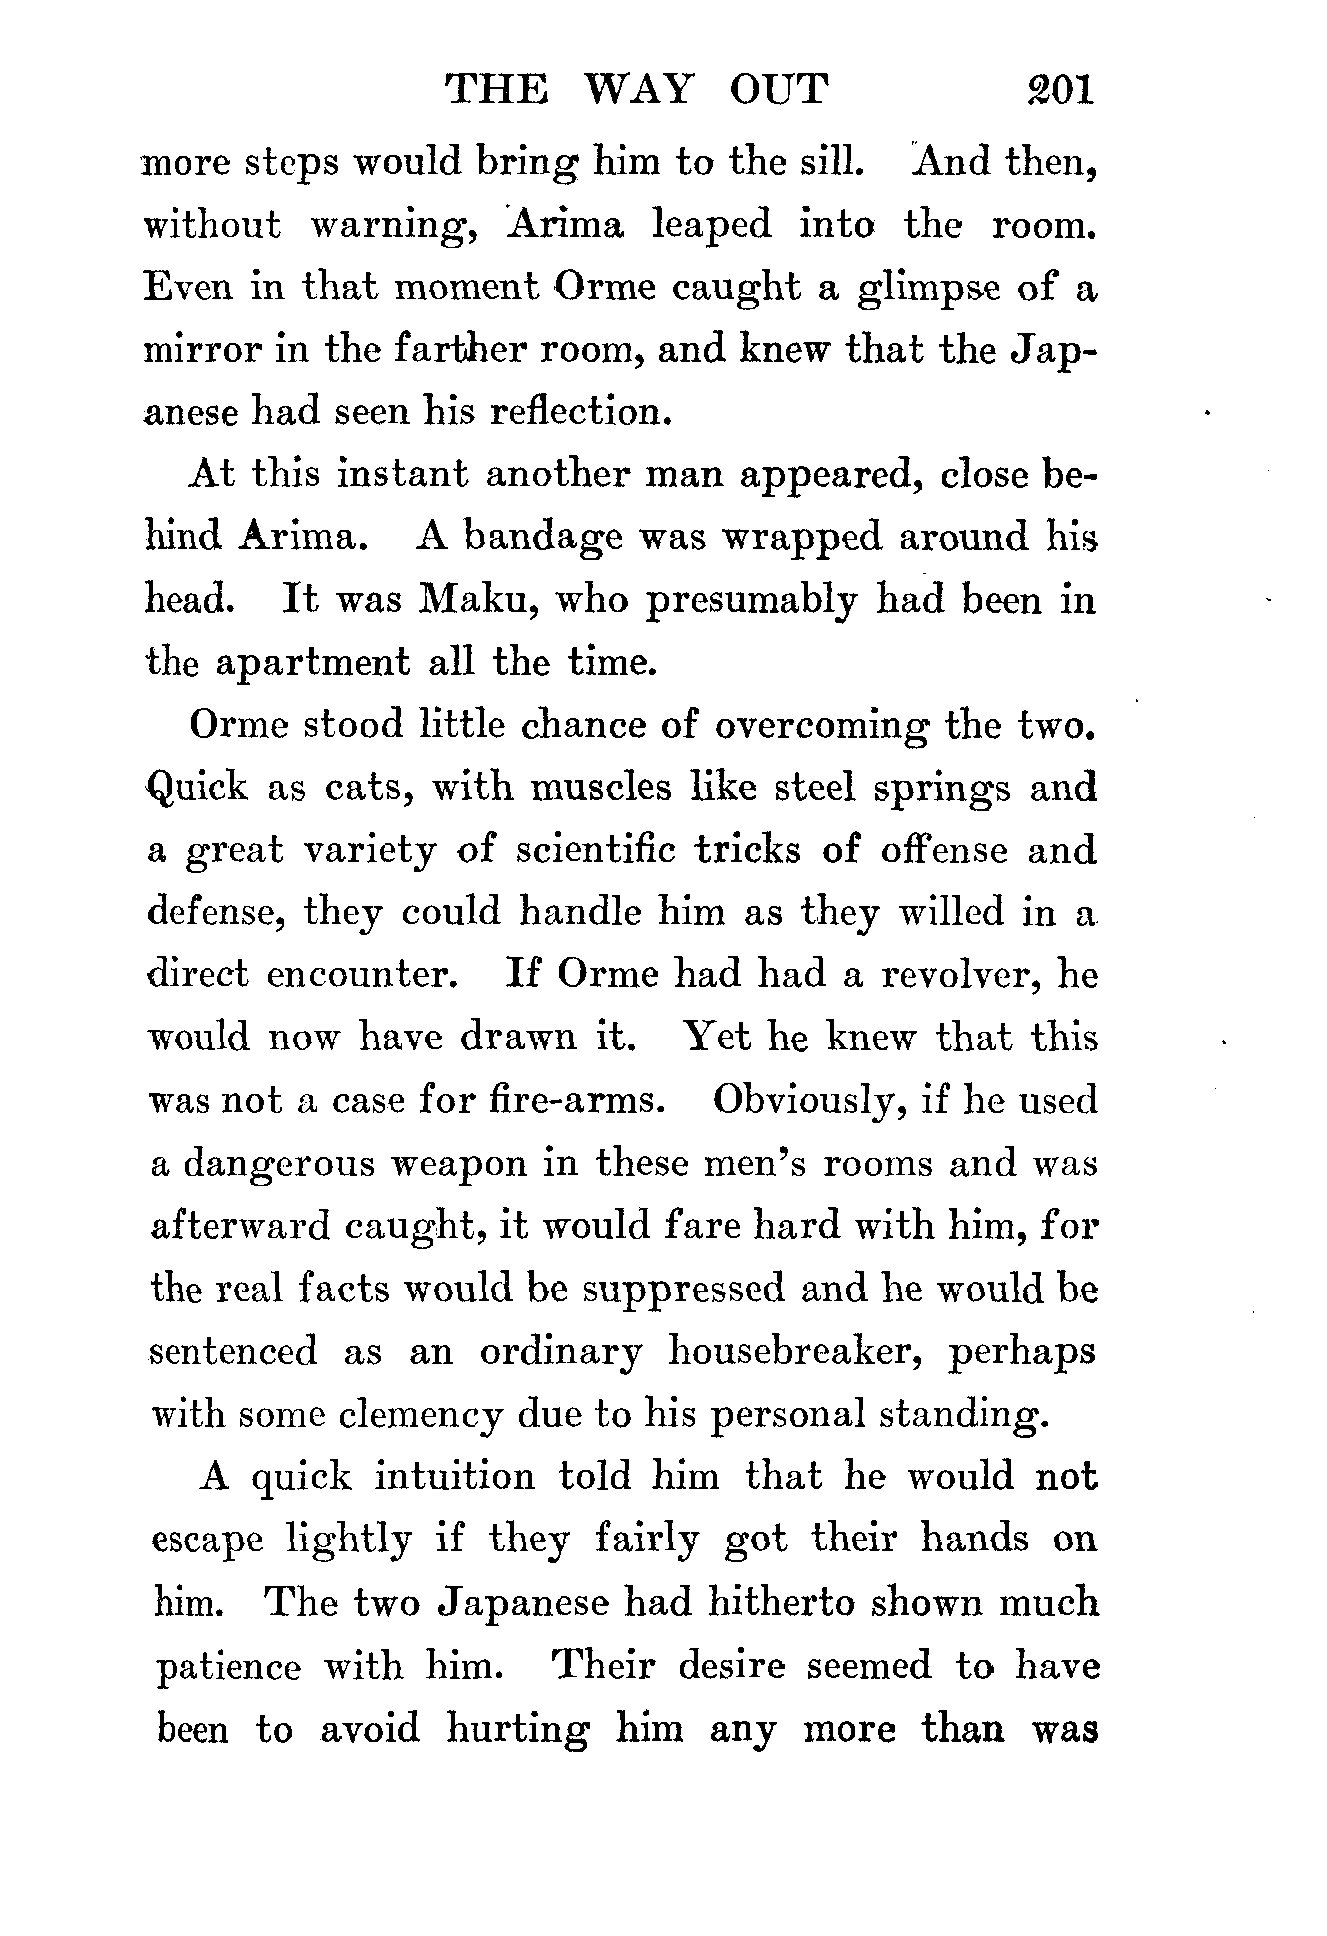 THE WAY OUT 201
more steps would bring him to the sill. And then,
without warning, Arima leaped into the room.
Even in that moment Orme caught a glimpse of a
mirror in the farther room, and knew that the Jap-
anese had seen his reflection.
At this instant another man appeared, close be-
hind Arima. A bandage was wrapped around his
head. It was Maku, who presumably had been in
the apartment all the time.
Orme stood little chance of overcoming the two.
Quick as cats, with muscles like steel springs and
a great variety of scientific tricks of offense and
defense, they could handle him as they willed in a
direct encounter. If Orme had had a revolver, he
would now have drawn it. Yet he knew that this
was not a case for fire-arms. Obviously, if he used
a dangerous weapon in these men's rooms and was
afterward caught, it would fare hard with him, for
the real facts would be suppressed and he would be
sentenced as an ordinary housebreaker, perhaps
with some clemency due to his personal standing.
A quick intuition told him that he would not
escape lightly if they fairly got their hands on
him. The two Japanese had hitherto shown much
patience with him. Their desire seemed to have
been to avoid hurting him any more than was